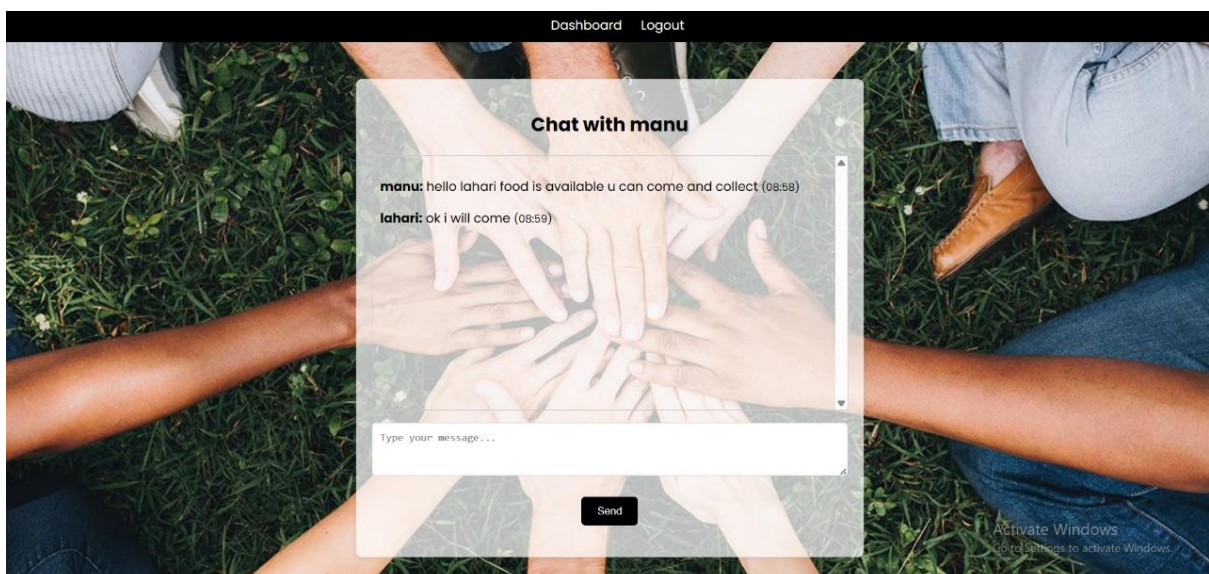 Dashboard Logout
Chat with manu
manu: hello lahari food is available u can come and collect (08:58)
lahari: ok i will come (08:59)
Type your message...
Send
Activate Windows
Go to Settings to activate Windows.